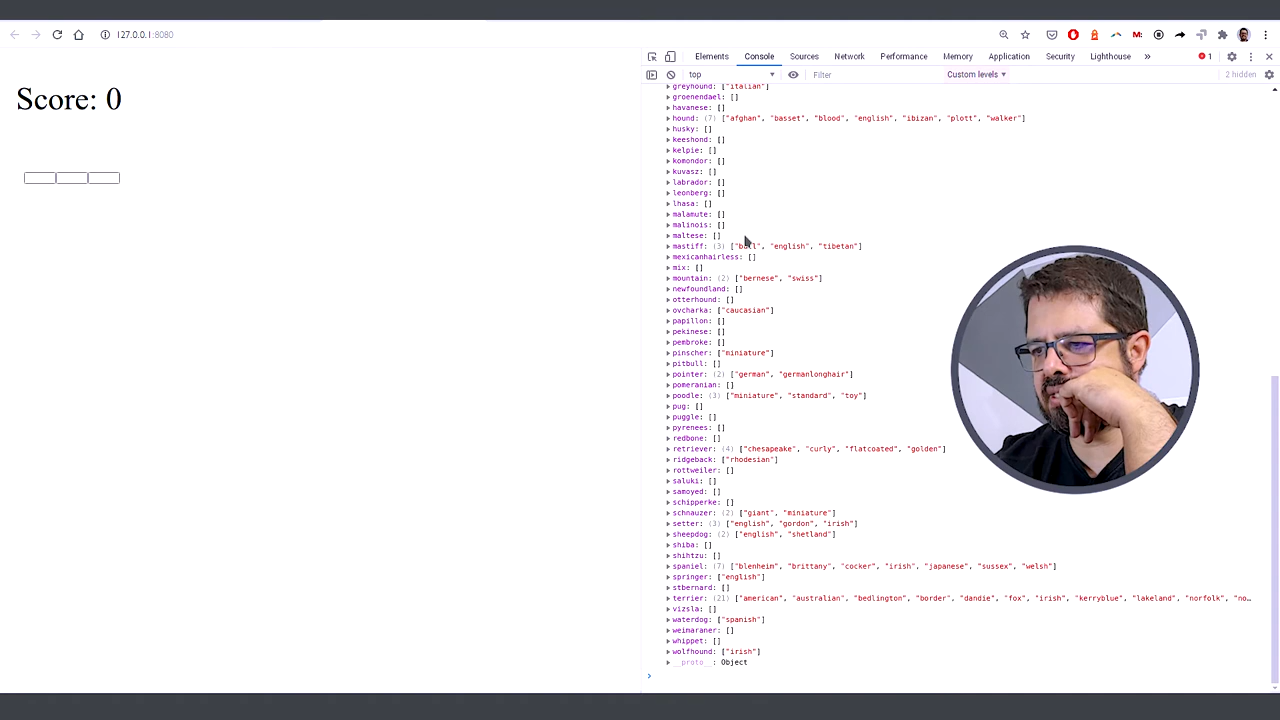 127.0.0.1:8080
Elements Console Sources Network Performance Memory Application Security Lighthouse » 1
top Filter Custom levels 2 hidden
Score: 0
greyhound: ["italian"]
groenendael: []
havanese: []
hound: (7) ["afghan", "basset", "blood", "english", "ibizan", "plott", "walker"]
husky: []
keeshond: []
kelpie: []
komondor: []
kuvasz: []
labrador: []
leonberg: []
lhasa: []
malamute: []
malinois: []
maltese: []
mastiff: (3) ["bull", "english", "tibetan"]
mexicanhairless: []
mix: []
mountain: (2) ["bernese", "swiss"]
newfoundland: []
otterhound: []
ovcharka: ["caucasian"]
papillon: []
pekinese: []
pembroke: []
pinscher: ["miniature"]
pitbull: []
pointer: (2) ["german", "germanlonghair"]
pomeranian: []
poodle: (3) ["miniature", "standard", "toy"]
pug: []
puggle: []
pyrenees: []
redbone: []
retriever: (4) ["chesapeake", "curly", "flatcoated", "golden"]
ridgeback: ["rhodesian"]
rottweiler: []
saluki: []
samoyed: []
schipperke: []
schnauzer: (2) ["giant", "miniature"]
setter: (3) ["english", "gordon", "irish"]
sheepdog: (2) ["english", "shetland"]
shiba: []
shihtzu: []
spaniel: (7) ["blenheim", "brittany", "cocker", "irish", "japanese", "sussex", "welsh"]
springer: ["english"]
stbernard: []
terrier: (21) ["american", "australian", "bedlington", "border", "dandie", "fox", "irish", "kerryblue", "lakeland", "norfolk", "no…
vizsla: []
waterdog: ["spanish"]
weimaraner: []
whippet: []
wolfhound: ["irish"]
__proto__: Object